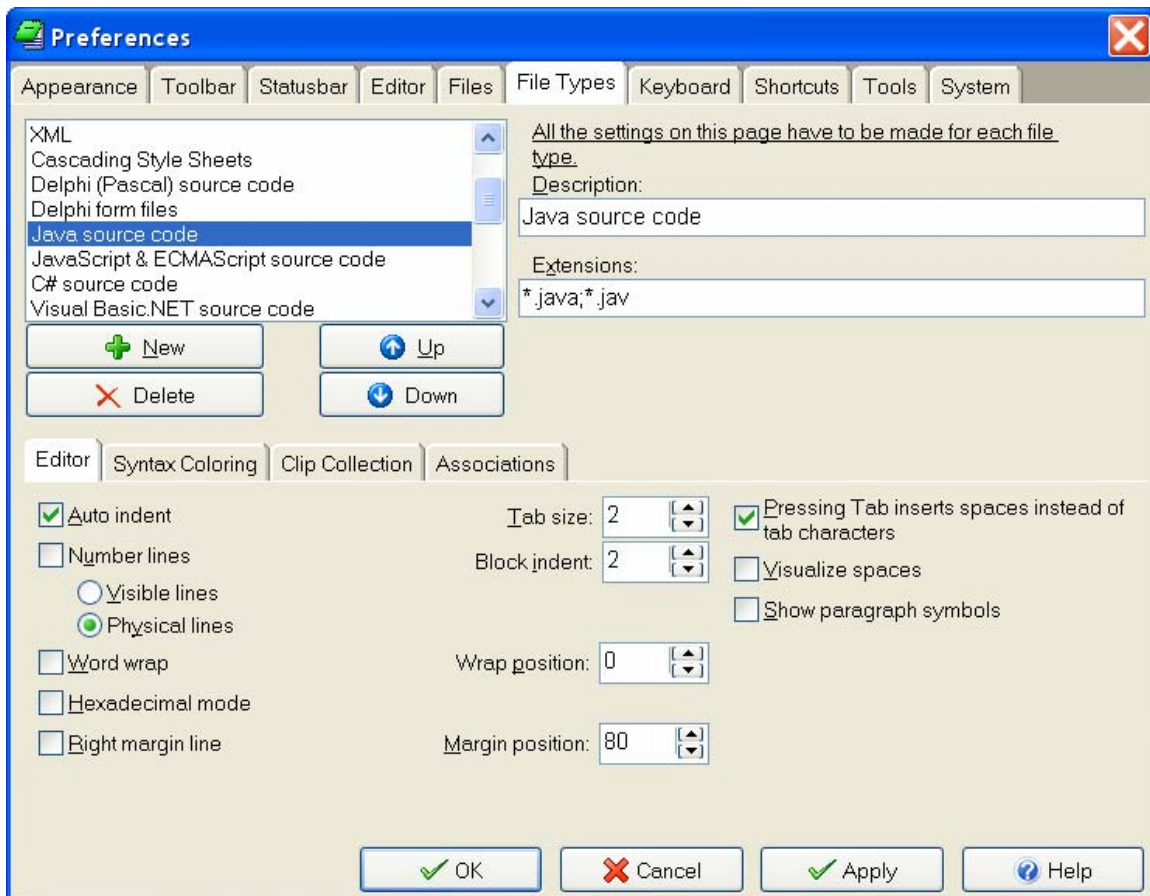 Preferences
Appearance Toolbar Statusbar Editor Files File Types Keyboard Shortcuts Tools System
XML
Cascading Style Sheets
Delphi (Pascal) source code
Delphi form files
Java source code
JavaScript & ECMAScript source code
C# source code
Visual Basic.NET source code
New
Up
Delete
Down
All the settings on this page have to be made for each file
type.
Description:
Java source code
Extensions:
*.java;*.jav
Editor Syntax Coloring Clip Collection Associations
Auto indent
Number lines
Visible lines
Physical lines
Word wrap
Hexadecimal mode
Right margin line
Tab size: 2
Block indent: 2
Wrap position: 0
Margin position: 80
Pressing Tab inserts spaces instead of
tab characters
Visualize spaces
Show paragraph symbols
OK Cancel Apply Help